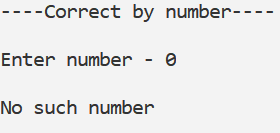 ----Correct by number----
Enter number - 0
No such number